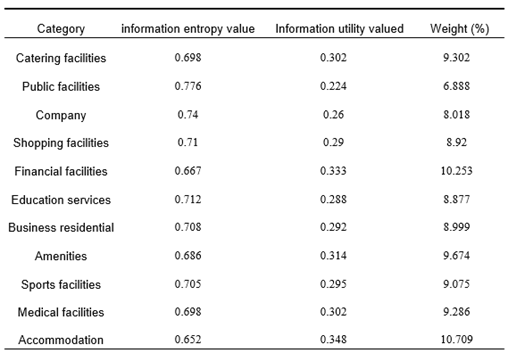 Category information entropy value Information utility valued Weight (%)
Catering facilities 0.698 0.302 9.302
Public facilities 0.776 0.224 6.888
Company 0.74 0.26 8.018
Shopping facilities 0.71 0.29 8.92
Financial facilities 0.667 0.333 10.253
Education services 0.712 0.288 8.877
Business residential 0.708 0.292 8.999
Amenities 0.686 0.314 9.674
Sports facilities 0.705 0.295 9.075
Medical facilities 0.698 0.302 9.286
Accommodation 0.652 0.348 10.709